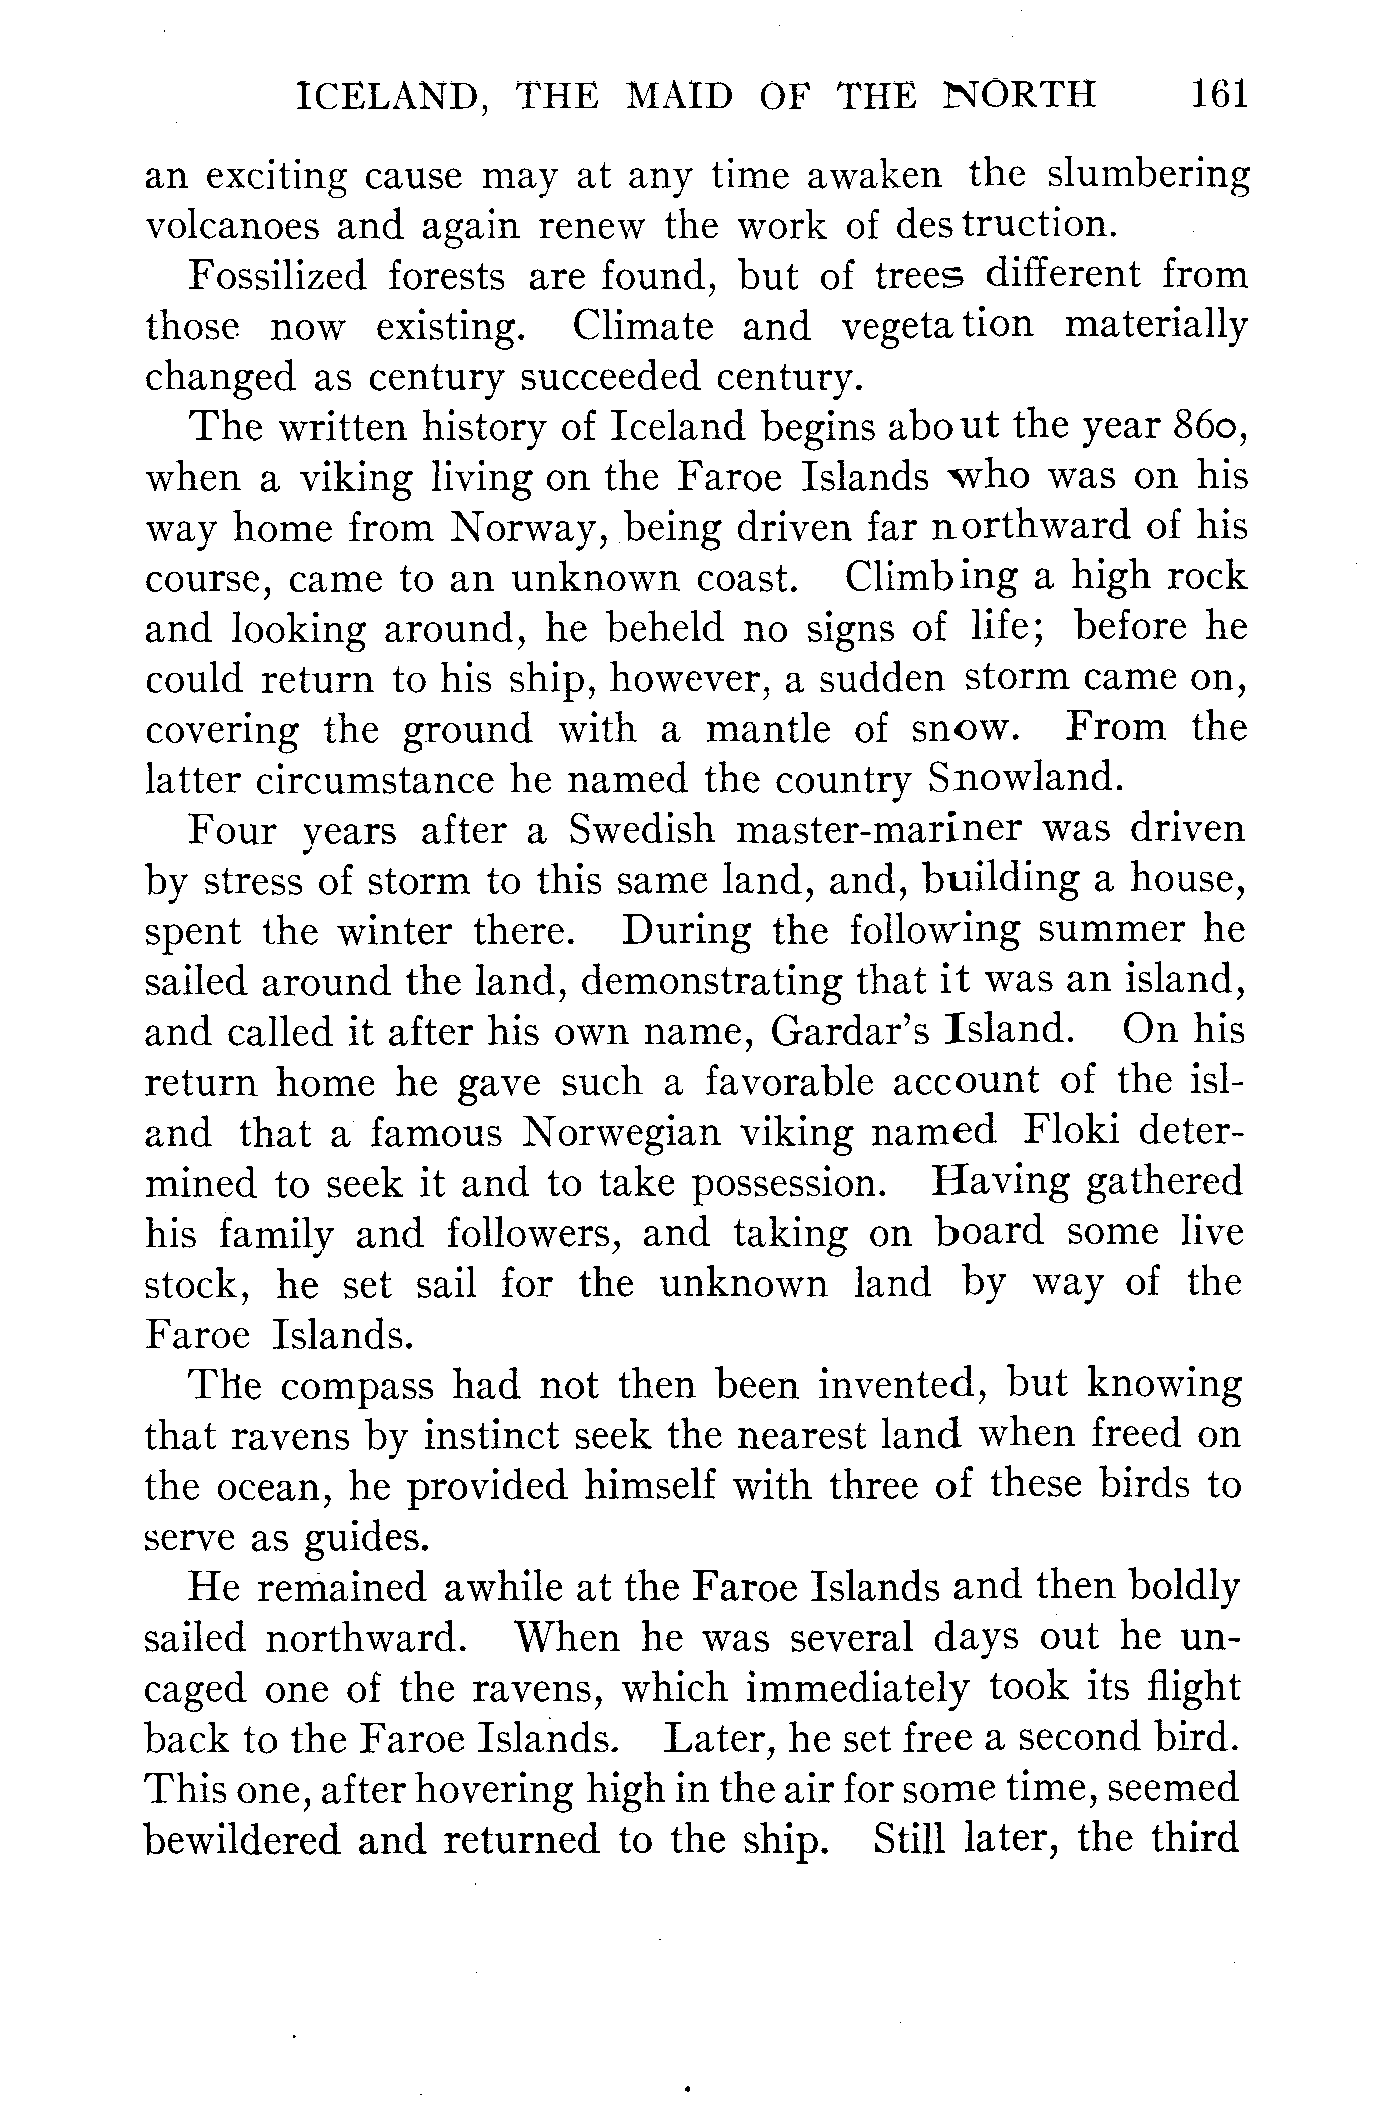 ICELAND, THE MAID OF THE NORTH 161
an exciting cause may at any time awaken the slumbering
volcanoes and again renew the work of destruction.
Fossilized forests are found, but of trees different from
those now existing. Climate and vegetation materially
changed as century succeeded century.
The written history of Iceland begins about the year 860,
when a viking living on the Faroe Islands who was on his
way home from Norway, being driven far northward of his
course, came to an unknown coast. Climbing a high rock
and looking around, he beheld no signs of life; before he
could return to his ship, however, a sudden storm came on,
covering the ground with a mantle of snow. From the
latter circumstance he named the country Snowland.
Four years after a Swedish master-mariner was driven
by stress of storm to this same land, and, building a house,
spent the winter there. During the following summer he
sailed around the land, demonstrating that it was an island,
and called it after his own name, Gardar's Island. On his
return home he gave such a favorable account of the isl-
and that a famous Norwegian viking named Floki deter-
mined to seek it and to take possession. Having gathered
his family and followers, and taking on board some live
stock, he set sail for the unknown land by way of the
Faroe Islands.
The compass had not then been invented, but knowing
that ravens by instinct seek the nearest land when freed on
the ocean, he provided himself with three of these birds to
serve as guides.
He remained awhile at the Faroe Islands and then boldly
sailed northward. When he was several days out he un-
caged one of the ravens, which immediately took its flight
back to the Faroe Islands. Later, he set free a second bird.
This one, after hovering high in the air for some time, seemed
bewildered and returned to the ship. Still later, the third